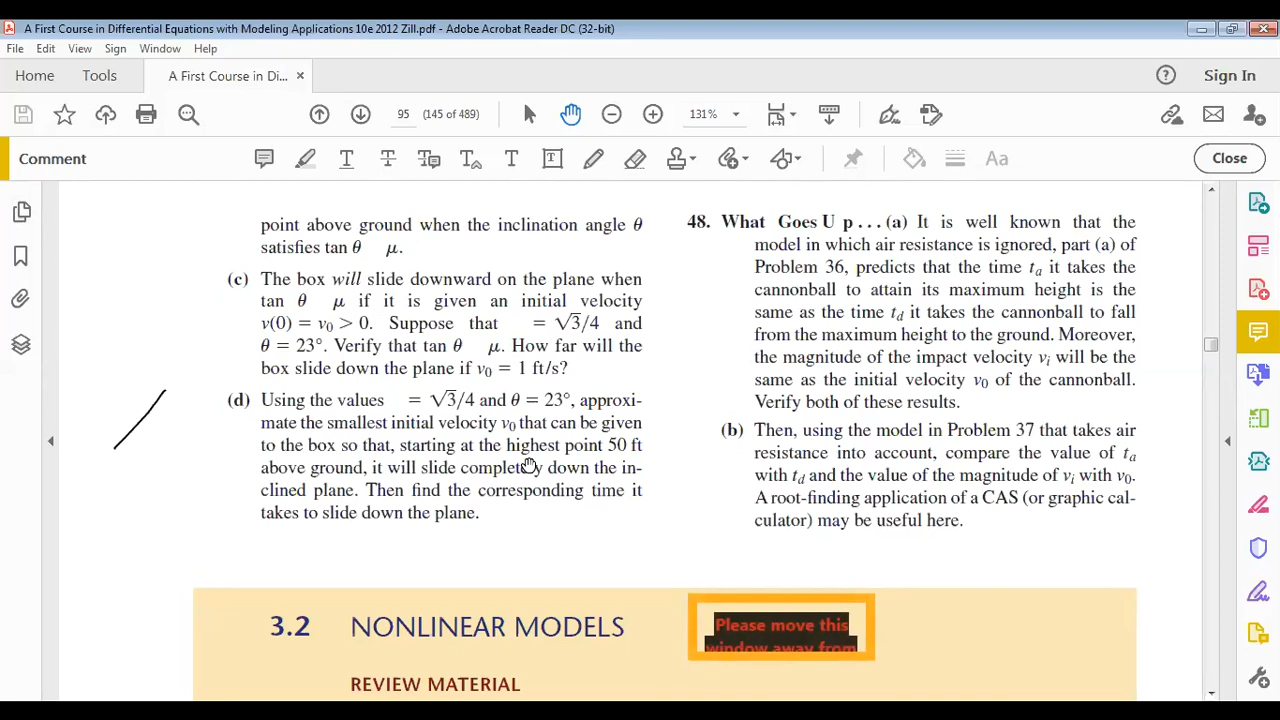 A First Course in Differential Equations with Modeling Applications 10e 2012 Zill.pdf - Adobe Acrobat Reader DC (32-bit)
File Edit View Sign Window Help
Home Tools A First Course in Di... × Sign In
95 (145 of 489) 131%
Comment Close
point above ground when the inclination angle θ
satisfies tan θ μ.
(c) The box will slide downward on the plane when
tan θ μ if it is given an initial velocity
v(0) = v₀ > 0. Suppose that = √3/4 and
θ = 23°. Verify that tan θ μ. How far will the
box slide down the plane if v₀ = 1 ft/s?
(d) Using the values = √3/4 and θ = 23°, approxi-
mate the smallest initial velocity v₀ that can be given
to the box so that, starting at the highest point 50 ft
above ground, it will slide completely down the in-
clined plane. Then find the corresponding time it
takes to slide down the plane.
48. What Goes U p . . . (a) It is well known that the
model in which air resistance is ignored, part (a) of
Problem 36, predicts that the time tₐ it takes the
cannonball to attain its maximum height is the
same as the time t_d it takes the cannonball to fall
from the maximum height to the ground. Moreover,
the magnitude of the impact velocity vᵢ will be the
same as the initial velocity v₀ of the cannonball.
Verify both of these results.
(b) Then, using the model in Problem 37 that takes air
resistance into account, compare the value of tₐ
with t_d and the value of the magnitude of vᵢ with v₀.
A root-finding application of a CAS (or graphic cal-
culator) may be useful here.
3.2 NONLINEAR MODELS
Please move this
window away from
REVIEW MATERIAL